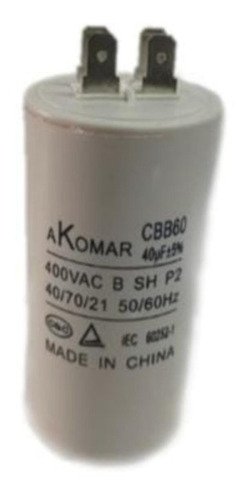 AKOMAR CBB60
40µF±5%
400VAC B SH P2
40/70/21 50/60Hz
IEC 60252-1
MADE IN CHINA